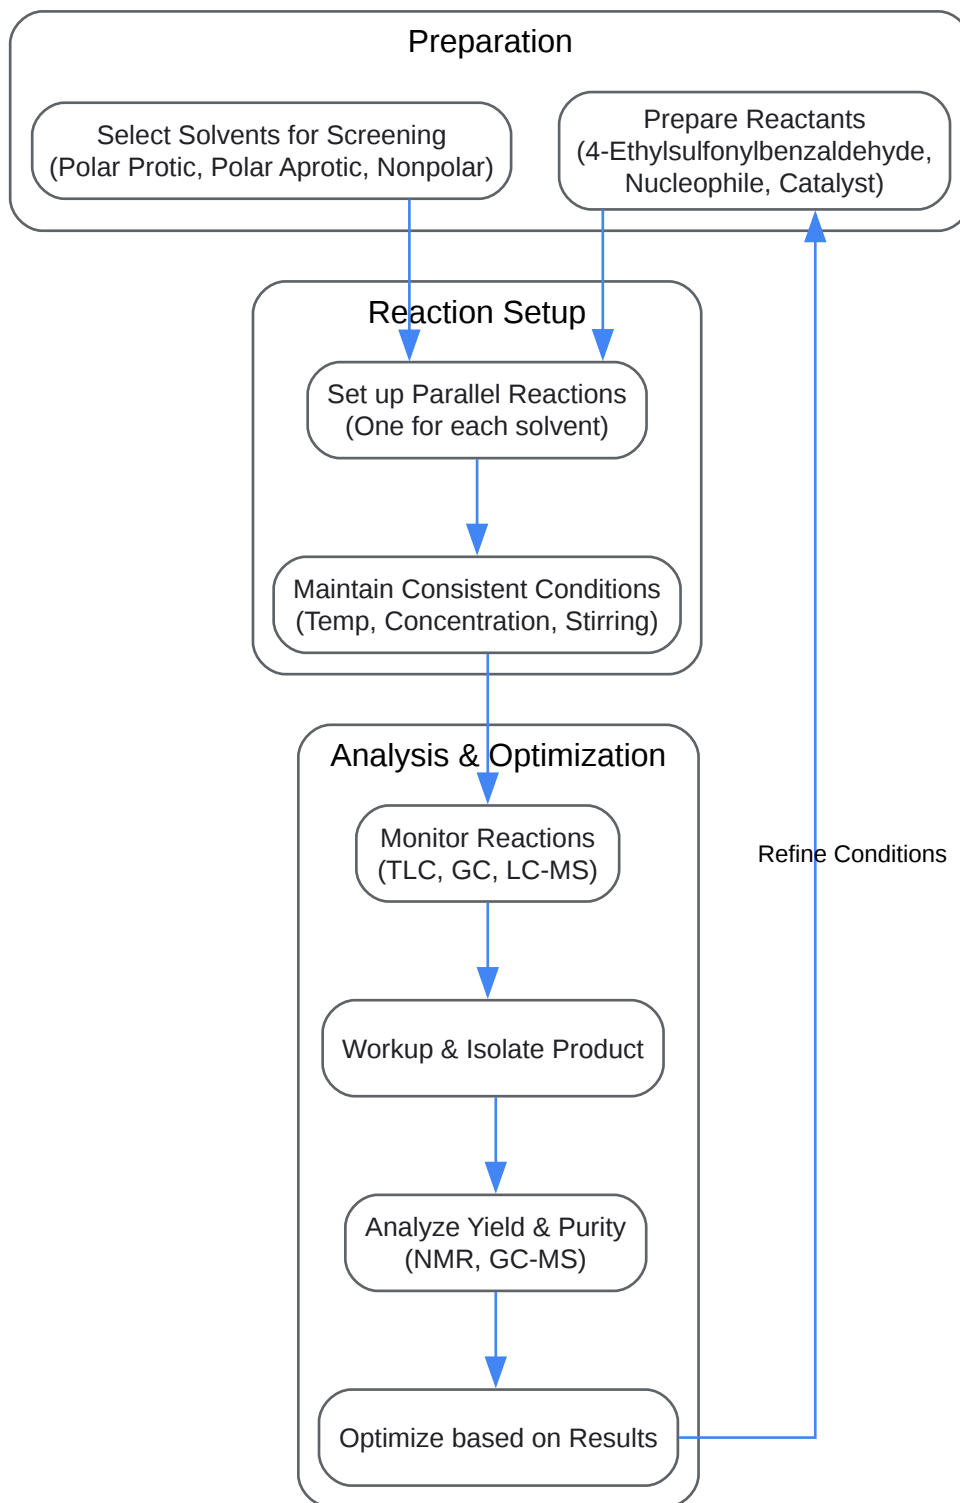 Preparation
Select Solvents for Screening
(Polar Protic, Polar Aprotic, Nonpolar)
Prepare Reactants
(4-Ethylsulfonylbenzaldehyde,
Nucleophile, Catalyst)
Reaction Setup
Set up Parallel Reactions
(One for each solvent)
Maintain Consistent Conditions
(Temp, Concentration, Stirring)
Analysis & Optimization
Monitor Reactions
(TLC, GC, LC-MS)
Refine Conditions
Workup & Isolate Product
Analyze Yield & Purity
(NMR, GC-MS)
Optimize based on Results